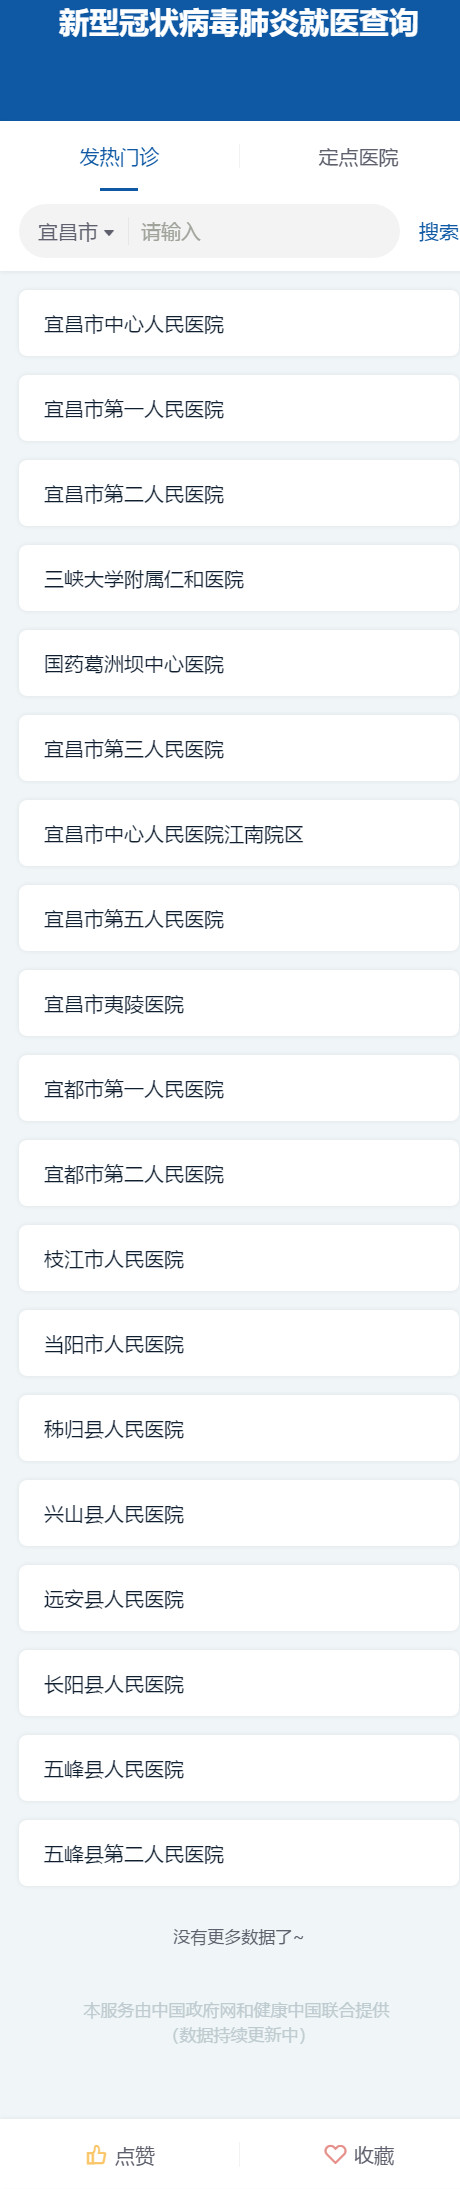 新型冠状病毒肺炎就医查询
发热门诊 定点医院
宜昌市 请输入 搜索
宜昌市中心人民医院
宜昌市第一人民医院
宜昌市第二人民医院
三峡大学附属仁和医院
国药葛洲坝中心医院
宜昌市第三人民医院
宜昌市中心人民医院江南院区
宜昌市第五人民医院
宜昌市夷陵医院
宜都市第一人民医院
宜都市第二人民医院
枝江市人民医院
当阳市人民医院
秭归县人民医院
兴山县人民医院
远安县人民医院
长阳县人民医院
五峰县人民医院
五峰县第二人民医院
没有更多数据了~
本服务由中国政府网和健康中国联合提供
（数据持续更新中）
点赞 收藏